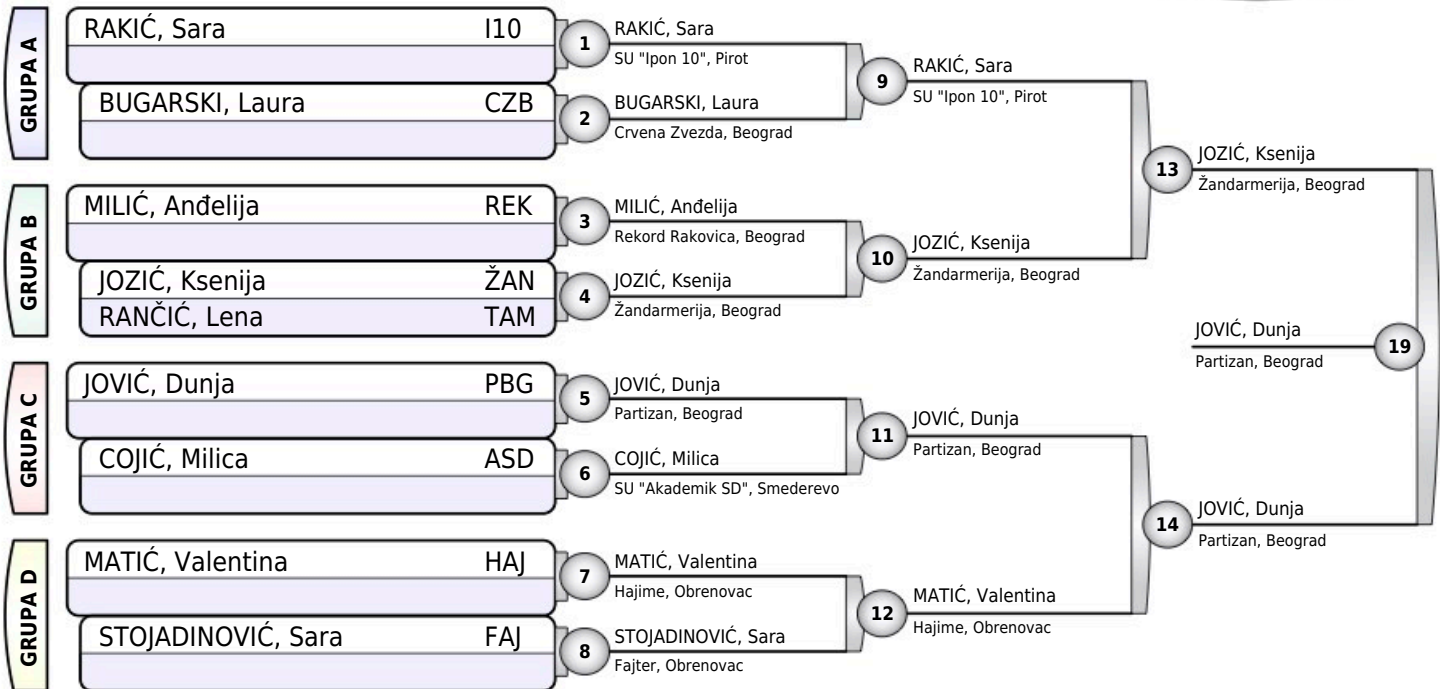 GRUPA A
RAKIĆ, Sara I10
BUGARSKI, Laura CZB
GRUPA B
MILIĆ, Anđelija REK
JOZIĆ, Ksenija ŽAN
RANČIĆ, Lena TAM
GRUPA C
JOVIĆ, Dunja PBG
COJIĆ, Milica ASD
GRUPA D
MATIĆ, Valentina HAJ
STOJADINOVIĆ, Sara FAJ
1
RAKIĆ, Sara
SU "Ipon 10", Pirot
2
BUGARSKI, Laura
Crvena Zvezda, Beograd
3
MILIĆ, Anđelija
Rekord Rakovica, Beograd
4
JOZIĆ, Ksenija
Žandarmerija, Beograd
5
JOVIĆ, Dunja
Partizan, Beograd
6
COJIĆ, Milica
SU "Akademik SD", Smederevo
7
MATIĆ, Valentina
Hajime, Obrenovac
8
STOJADINOVIĆ, Sara
Fajter, Obrenovac
9
RAKIĆ, Sara
SU "Ipon 10", Pirot
10
JOZIĆ, Ksenija
Žandarmerija, Beograd
11
JOVIĆ, Dunja
Partizan, Beograd
12
MATIĆ, Valentina
Hajime, Obrenovac
13
JOZIĆ, Ksenija
Žandarmerija, Beograd
14
JOVIĆ, Dunja
Partizan, Beograd
JOVIĆ, Dunja
Partizan, Beograd
19